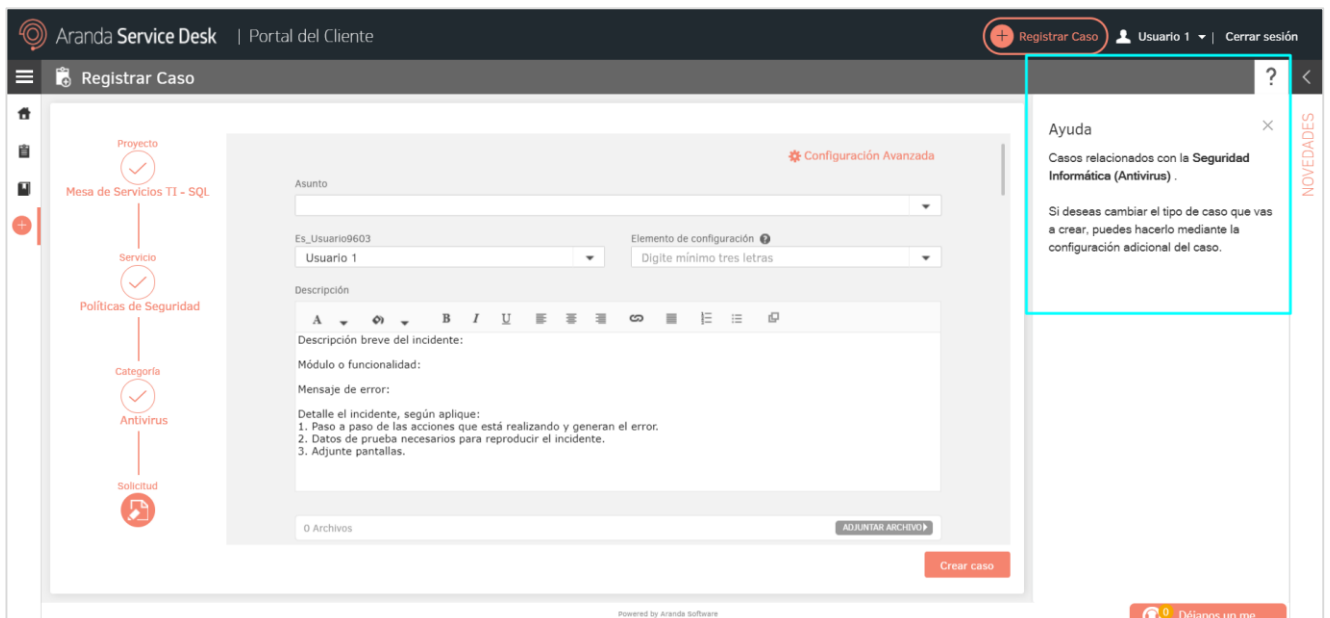 Aranda Service Desk | Portal del Cliente
Registrar Caso
Usuario 1 | Cerrar sesión
Registrar Caso
?
Proyecto
Mesa de Servicios TI - SQL
Servicio
Políticas de Seguridad
Categoría
Antivirus
Solicitud
Configuración Avanzada
Asunto
Es_Usuario9603
Usuario 1
Elemento de configuración ?
Digite mínimo tres letras
Descripción
A B I U
Descripción breve del incidente:
Módulo o funcionalidad:
Mensaje de error:
Detalle el incidente, según aplique:
1. Paso a paso de las acciones que está realizando y generan el error.
2. Datos de prueba necesarios para reproducir el incidente.
3. Adjunte pantallas.
0 Archivos
ADJUNTAR ARCHIVO
Crear caso
Ayuda
Casos relacionados con la Seguridad
Informática (Antivirus) .
Si deseas cambiar el tipo de caso que vas
a crear, puedes hacerlo mediante la
configuración adicional del caso.
NOVEDADES
Powered by Aranda Software
0 Déjanos un me